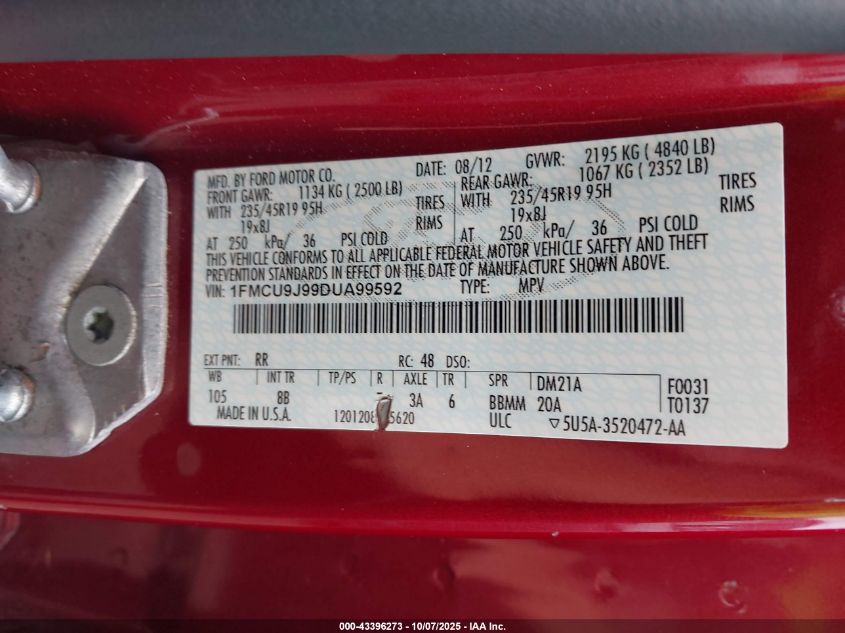 MFD. BY FORD MOTOR CO. DATE: 08/12 GVWR: 2195 KG ( 4840 LB)
FRONT GAWR: 1134 KG ( 2500 LB) REAR GAWR: 1067 KG ( 2352 LB)
WITH 235/45R19 95H TIRES WITH 235/45R19 95H TIRES
19x8J RIMS 19x8J RIMS
AT 250 kPa/ 36 PSI COLD AT 250 kPa/ 36 PSI COLD
THIS VEHICLE CONFORMS TO ALL APPLICABLE FEDERAL MOTOR VEHICLE SAFETY AND THEFT
PREVENTION STANDARDS IN EFFECT ON THE DATE OF MANUFACTURE SHOWN ABOVE.
VIN: 1FMCU9J99DUA99592 TYPE: MPV
EXT PNT: RR RC: 48 DSO:
WB INT TR TP/PS R AXLE TR SPR DM21A F0031
105 8B 3A 6 BBMM 20A T0137
MADE IN U.S.A. 1201208 5620 ULC ▽5U5A-3520472-AA
000-43396273 - 10/07/2025 - IAA Inc.